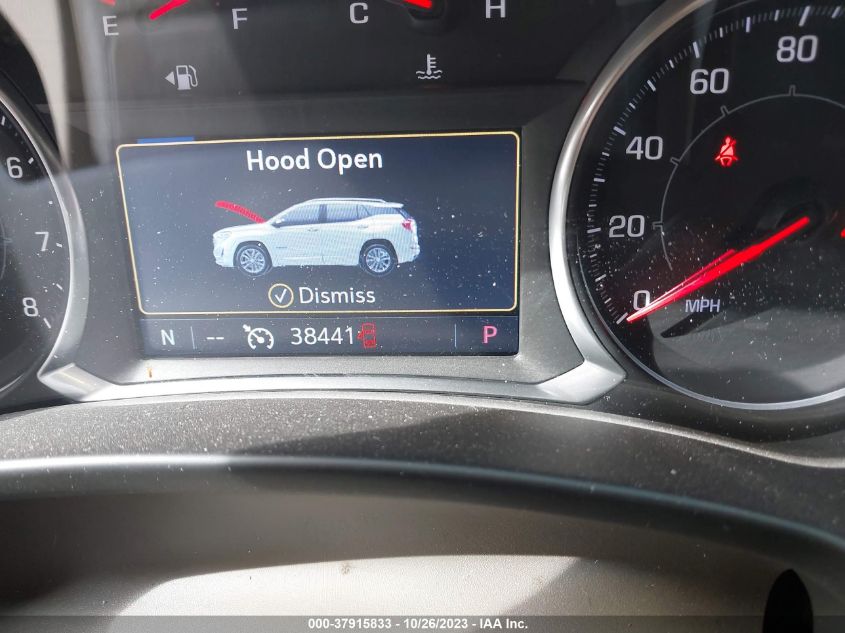 E F C H
80
60
40
20
0
MPH
6
7
8
Hood Open
Dismiss
N -- 38441 P
000-37915833 / 10/26/2023 - IAA Inc.